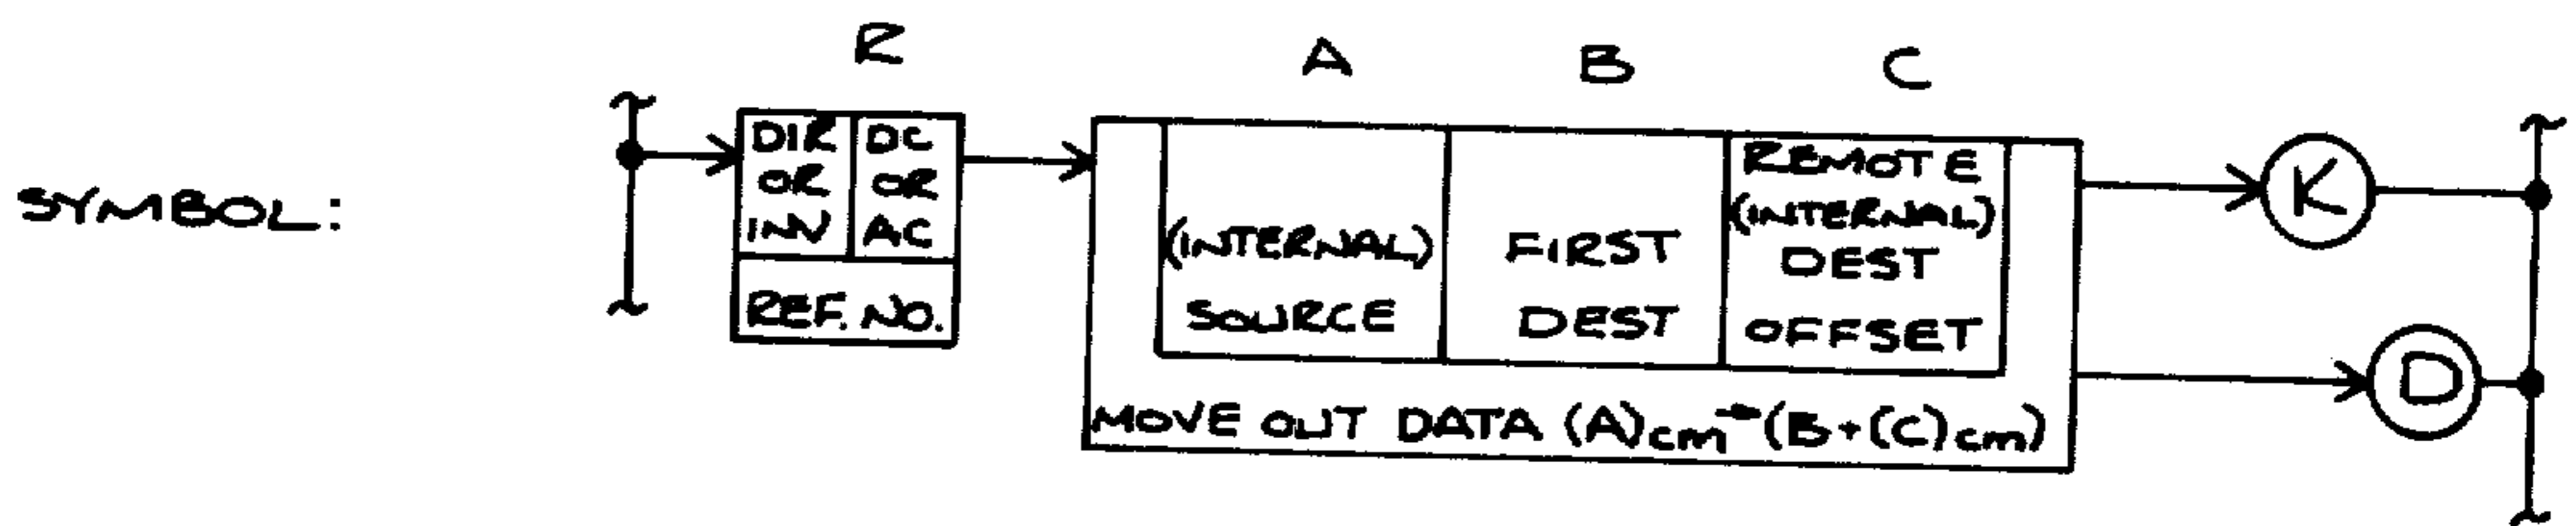 SYMBOL:
R
DIR
OR
INV
DC
OR
AC
REF. NO.
A
B
C
(INTERNAL)
SOURCE
FIRST
DEST
REMOTE
(INTERNAL)
DEST
OFFSET
MOVE OUT DATA (A)cm→(B+(C)cm)
K
D